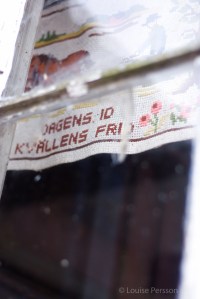 DAGENS ID
KVÄLLENS FRID
© Louise Persson